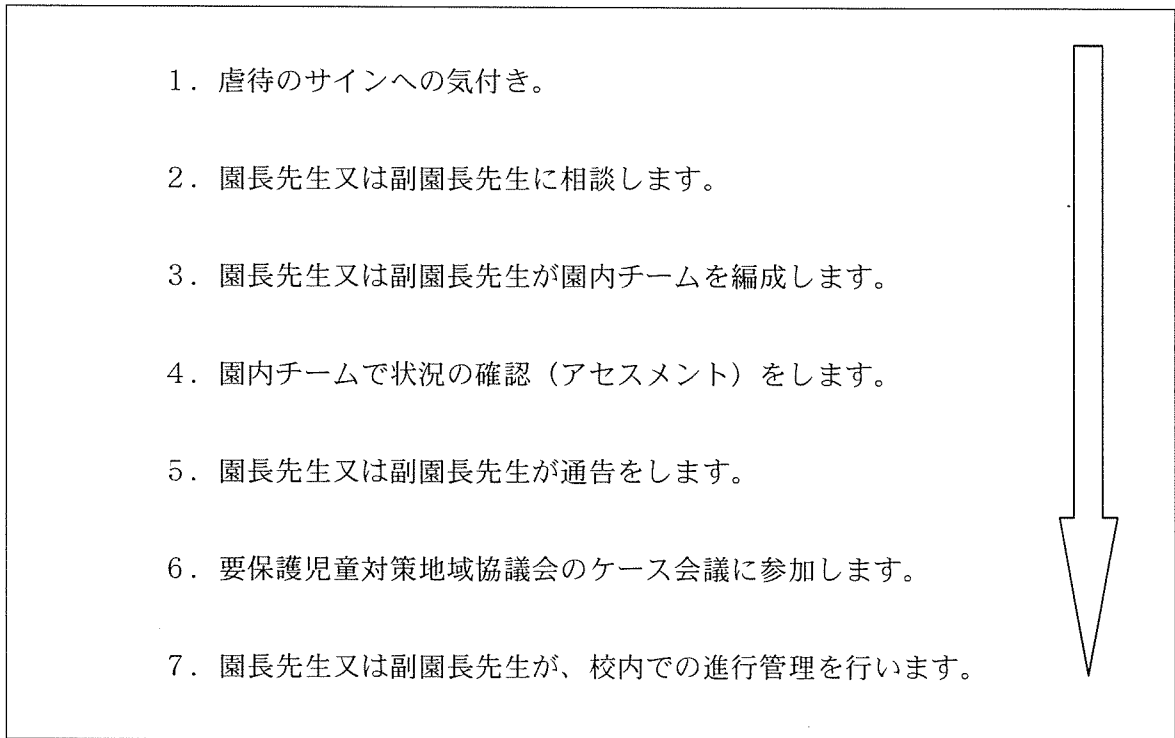 １．虐待のサインへの気付き。
２．園長先生又は副園長先生に相談します。
３．園長先生又は副園長先生が園内チームを編成します。
４．園内チームで状況の確認（アセスメント）をします。
５．園長先生又は副園長先生が通告をします。
６．要保護児童対策地域協議会のケース会議に参加します。
７．園長先生又は副園長先生が、校内での進行管理を行います。